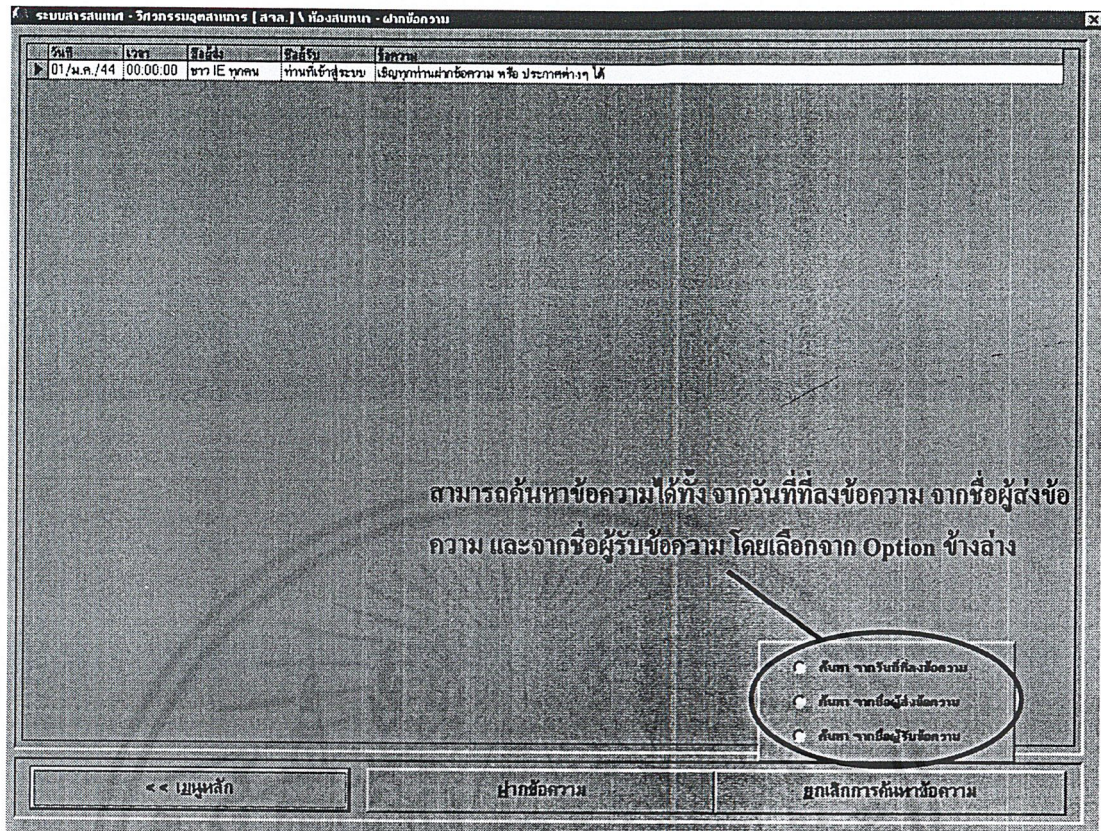 ระบบสารสนเทศ - วิศวกรรมอุตสาหการ [ สจล. ] \ ห้องสนทนา - ฝากข้อความ
วันที่ เวลา ชื่อผู้ส่ง ชื่อผู้รับ ข้อความ
01/ม.ค./44 00:00:00 ชาว IE ทุกคน ท่านที่เข้าสู่ระบบ เชิญทุกท่านฝากข้อความ หรือ ประกาศต่างๆ ได้
สามารถค้นหาข้อความได้ทั้ง จากวันที่ที่ลงข้อความ จากชื่อผู้ส่งข้อ
ความ และจากชื่อผู้รับข้อความ โดยเลือกจาก Option ข้างล่าง
ค้นหา จากวันที่ที่ลงข้อความ
ค้นหา จากชื่อผู้ส่งข้อความ
ค้นหา จากชื่อผู้รับข้อความ
<< เมนูหลัก ฝากข้อความ ยกเลิกการค้นหาข้อความ